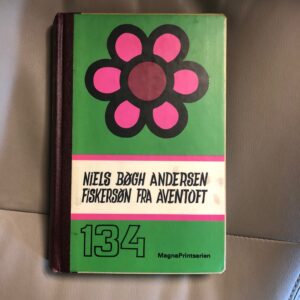 NIELS BØGH ANDERSEN
FISKERSØN FRA AVENTOFT
134
MagnaPrintserien